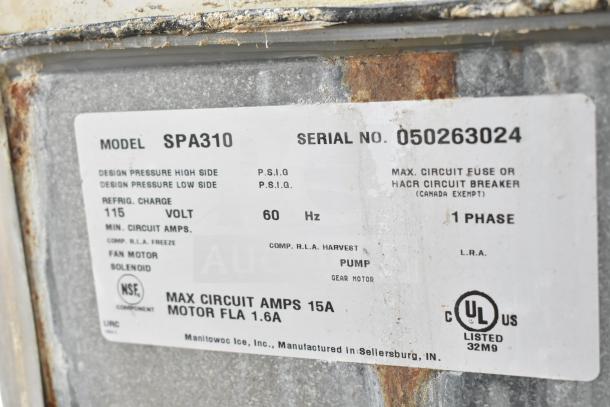 MODEL SPA310 SERIAL NO. 050263024
DESIGN PRESSURE HIGH SIDE P.S.I.G MAX. CIRCUIT FUSE OR
DESIGN PRESSURE LOW SIDE P.S.I.G. HACR CIRCUIT BREAKER
(CANADA EXEMPT)
REFRIG. CHARGE
115 VOLT 60 Hz 1 PHASE
MIN. CIRCUIT AMPS.
COMP. R.L.A. FREEZE COMP. R.L.A. HARVEST L.R.A.
FAN MOTOR PUMP
SOLENOID GEAR MOTOR
NSF
COMPONENT
MAX CIRCUIT AMPS 15A
MOTOR FLA 1.6A
C UL US
LISTED
32M9
Manitowoc Ice, Inc., Manufactured in Sellersburg, IN.